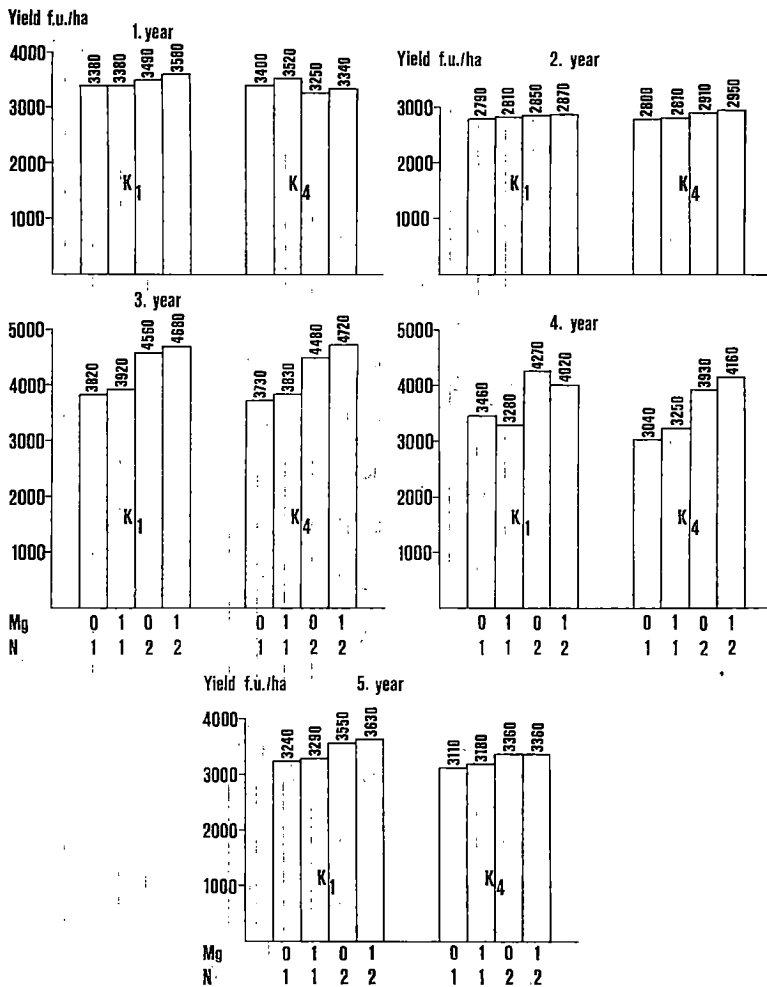 Yield f.u./ha
1. year
4000
3000
2000
1000
3380
3380
3490
3580
K1
3400
3520
3250
3340
K4
Yield f.u./ha
2. year
3000
2000
1000
2790
2810
2850
2870
K1
2800
2810
2910
2950
K4
3. year
5000
4000
3000
2000
1000
3820
3920
4560
4680
K1
3730
3830
4480
4720
K4
Mg 0 1 0 1 0 1 0 1
N 1 1 2 2 1 1 2 2
4. year
5000
4000
3000
2000
1000
3460
3280
4270
4020
K1
3040
3250
3930
4160
K4
0 1 0 1 0 1 0 1
1 1 2 2 1 1 2 2
Yield f.u./ha
5. year
4000
3000
2000
1000
3240
3290
3550
3630
K1
3110
3180
3360
3360
K4
Mg 0 1 0 1 0 1 0 1
N 1 1 2 2 1 1 2 2